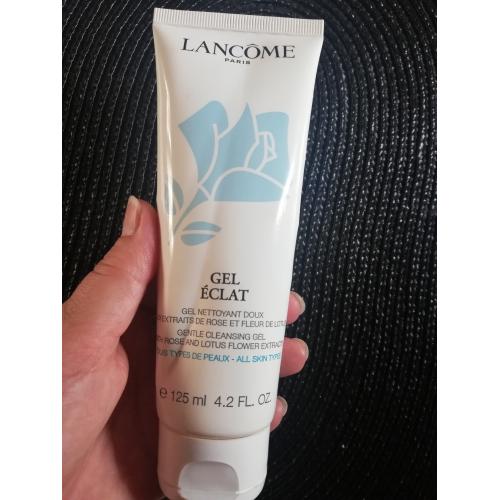 LANCÔME
PARIS
GEL
ÉCLAT
GEL NETTOYANT DOUX
EXTRAITS DE ROSE ET FLEUR DE LOTUS
GENTLE CLEANSING GEL
ROSE AND LOTUS FLOWER EXTRACTS
TYPES DE PEAUX - ALL SKIN TYPES
℮ 125 ml 4.2 FL. OZ.